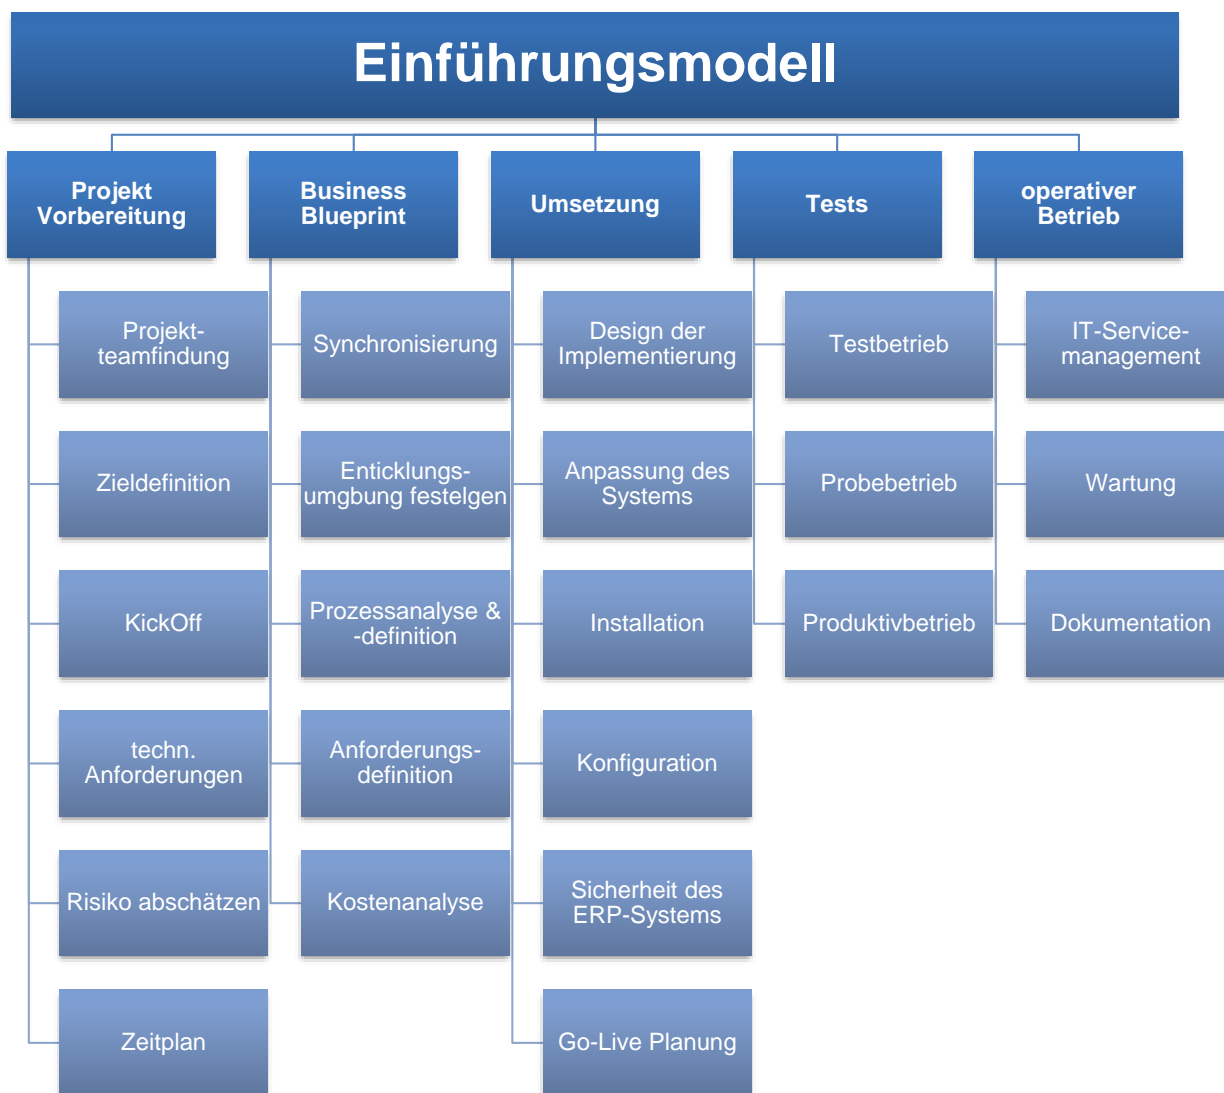 Einführungsmodell
Projekt
Vorbereitung
Projekt-
teamfindung
Zieldefinition
KickOff
techn.
Anforderungen
Risiko abschätzen
Zeitplan
Business
Blueprint
Synchronisierung
Enticklungs-
umgbung festelgen
Prozessanalyse &
-definition
Anforderungs-
definition
Kostenanalyse
Umsetzung
Design der
Implementierung
Anpassung des
Systems
Installation
Konfiguration
Sicherheit des
ERP-Systems
Go-Live Planung
Tests
Testbetrieb
Probebetrieb
Produktivbetrieb
operativer
Betrieb
IT-Service-
management
Wartung
Dokumentation